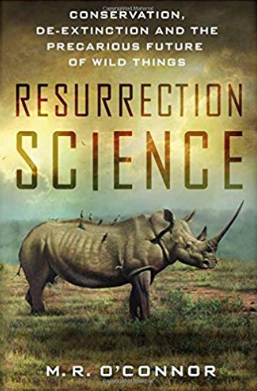 CONSERVATION,
DE-EXTINCTION AND THE
PRECARIOUS FUTURE
OF WILD THINGS
RESURRECTION
SCIENCE
M. R. O'CONNOR